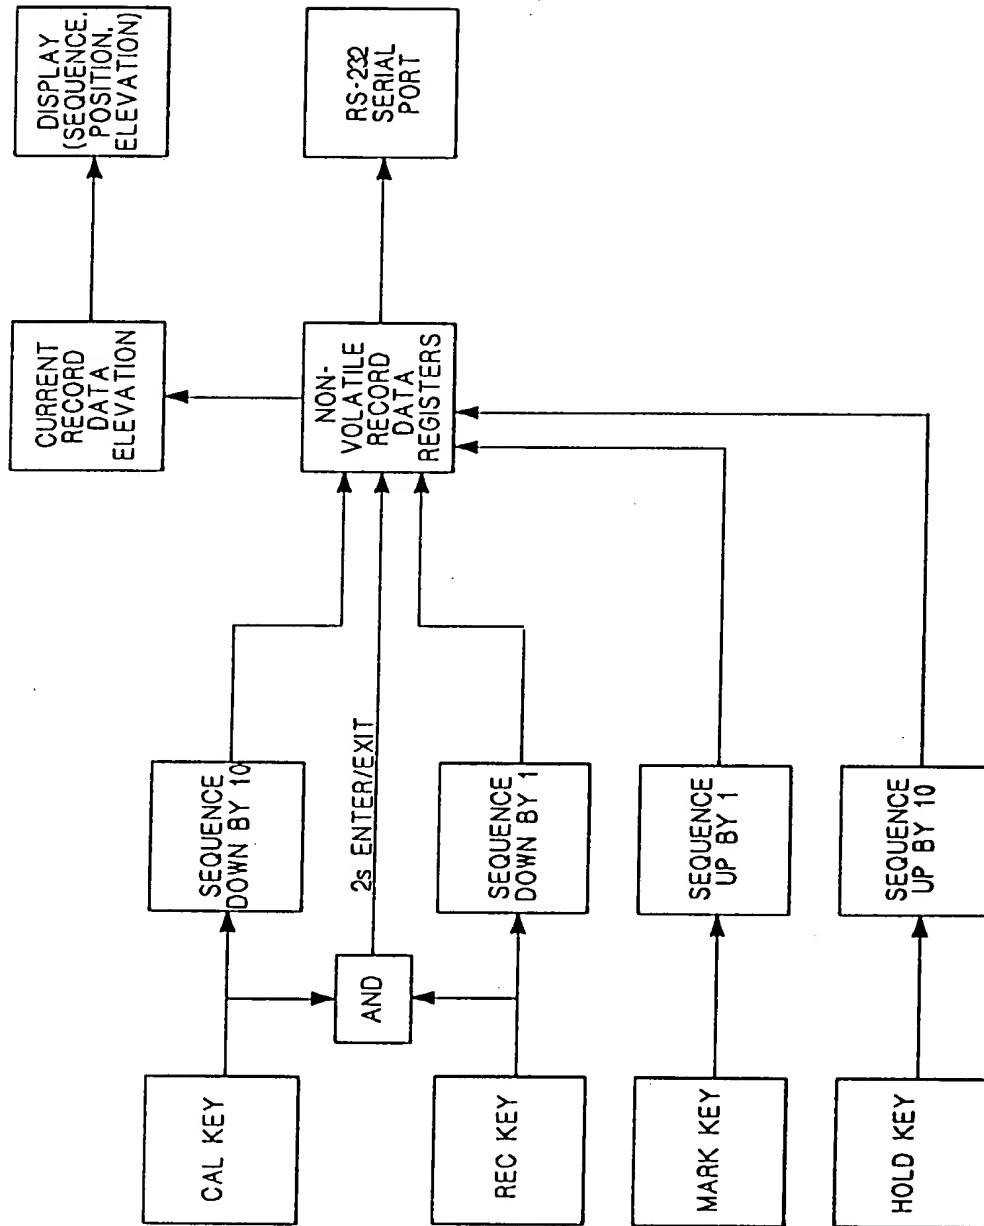 CAL KEY
REC KEY
MARK KEY
HOLD KEY
AND
SEQUENCE
DOWN BY 10
2s ENTER/EXIT
SEQUENCE
DOWN BY 1
SEQUENCE
UP BY 1
SEQUENCE
UP BY 10
CURRENT
RECORD
DATA
ELEVATION
NON-
VOLATILE
RECORD
DATA
REGISTERS
DISPLAY
(SEQUENCE,
POSITION,
ELEVATION)
RS-232
SERIAL
PORT